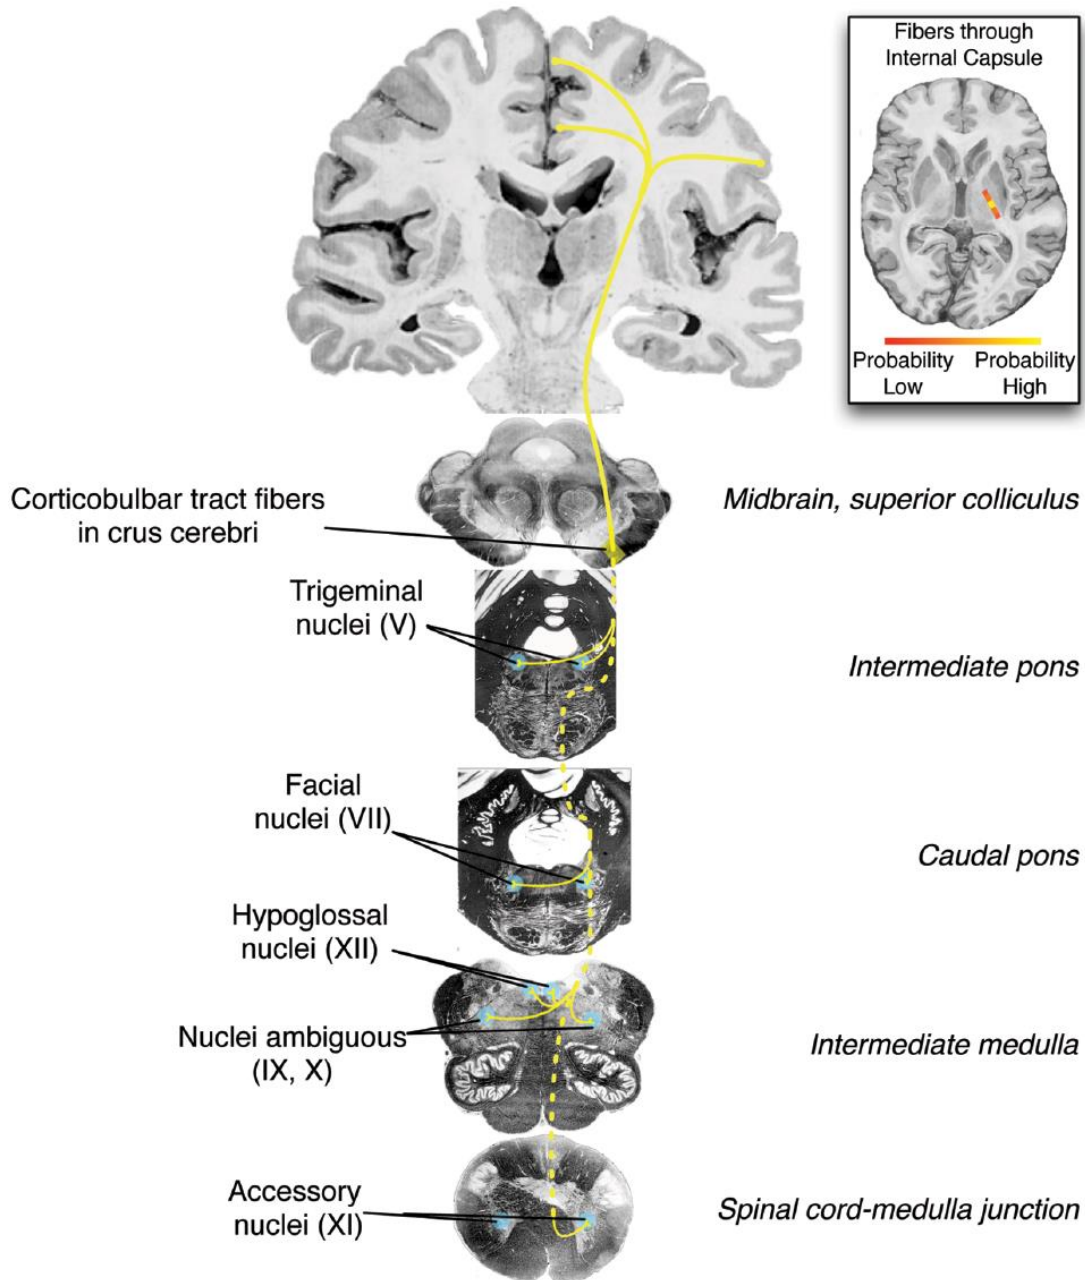 Fibers through
Internal Capsule
Probability
Low
Probability
High
Corticobulbar tract fibers
in crus cerebri
Midbrain, superior colliculus
Trigeminal
nuclei (V)
Intermediate pons
Facial
nuclei (VII)
Caudal pons
Hypoglossal
nuclei (XII)
Nuclei ambiguous
(IX, X)
Intermediate medulla
Accessory
nuclei (XI)
Spinal cord-medulla junction